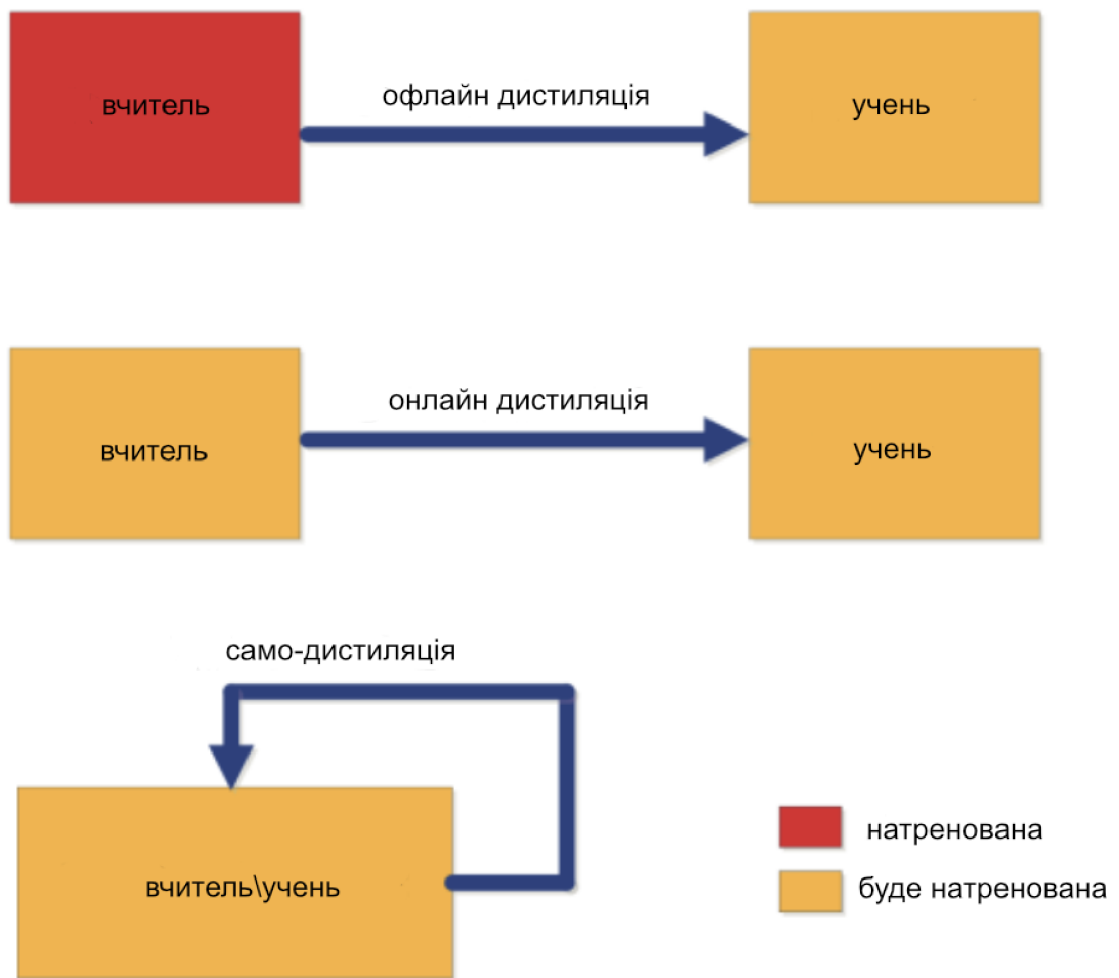 вчитель
офлайн дистиляція
учень
вчитель
онлайн дистиляція
учень
само-дистиляція
вчитель\учень
натренована
буде натренована